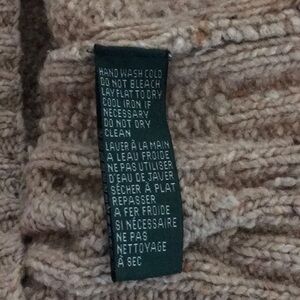 HAND WASH COLD
DO NOT BLEACH
LAY FLAT TO DRY
COOL IRON IF
NECESSARY
DO NOT DRY
CLEAN
LAVER À LA MAIN
A LEAU FROIDE
NE PAS UTILISER
D'EAU DE JAVER
SÉCHER À PLAT
REPASSER
A FER FROIDE
SI NÉCESSAIRE
NE PAS
NETTOYAGE
À SEC